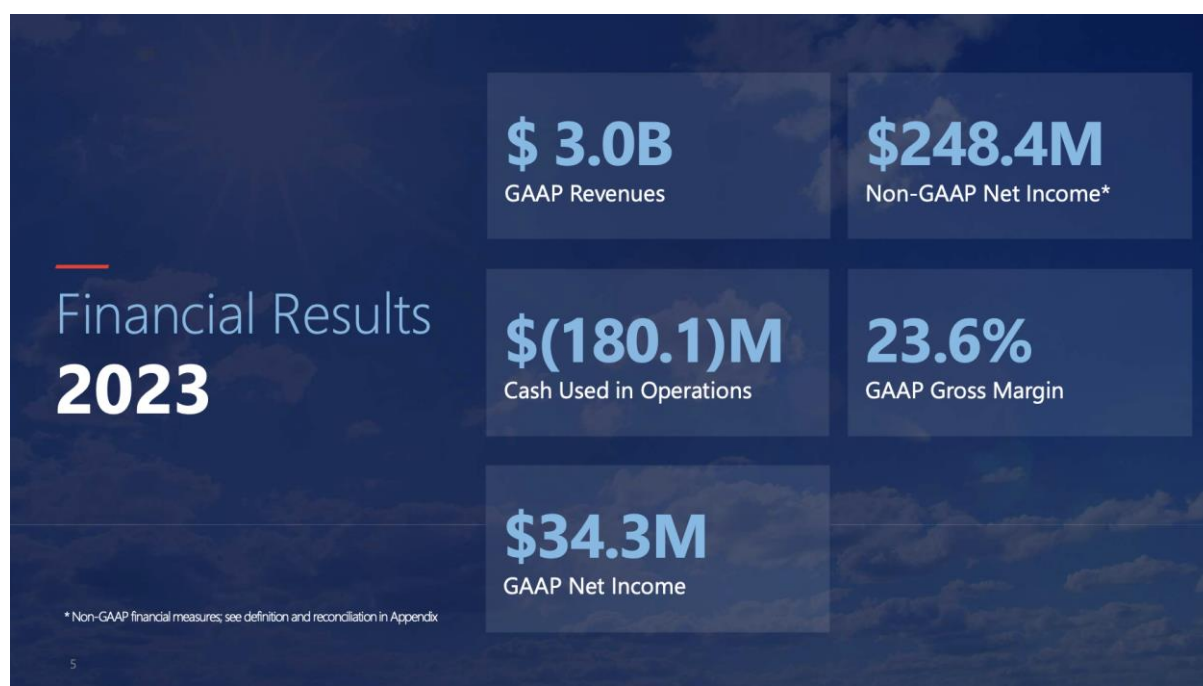 Financial Results
2023
$ 3.0B
GAAP Revenues
$248.4M
Non-GAAP Net Income*
$(180.1)M
Cash Used in Operations
23.6%
GAAP Gross Margin
$34.3M
GAAP Net Income
* Non-GAAP financial measures; see definition and reconciliation in Appendix
5